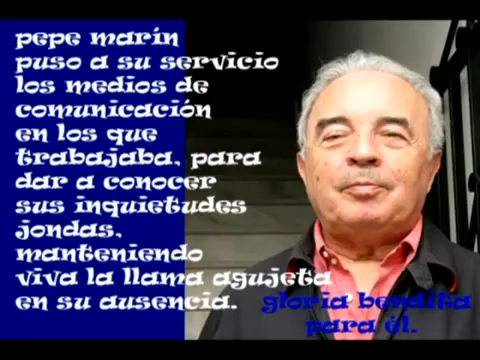 pepe marín
puso a su servicio
los medios de
comunicación
en los que
trabajaba, para
dar a conocer
sus inquietudes
jondas,
manteniendo
viva la llama agujeta
en su ausencia. gloria bendita
para él.